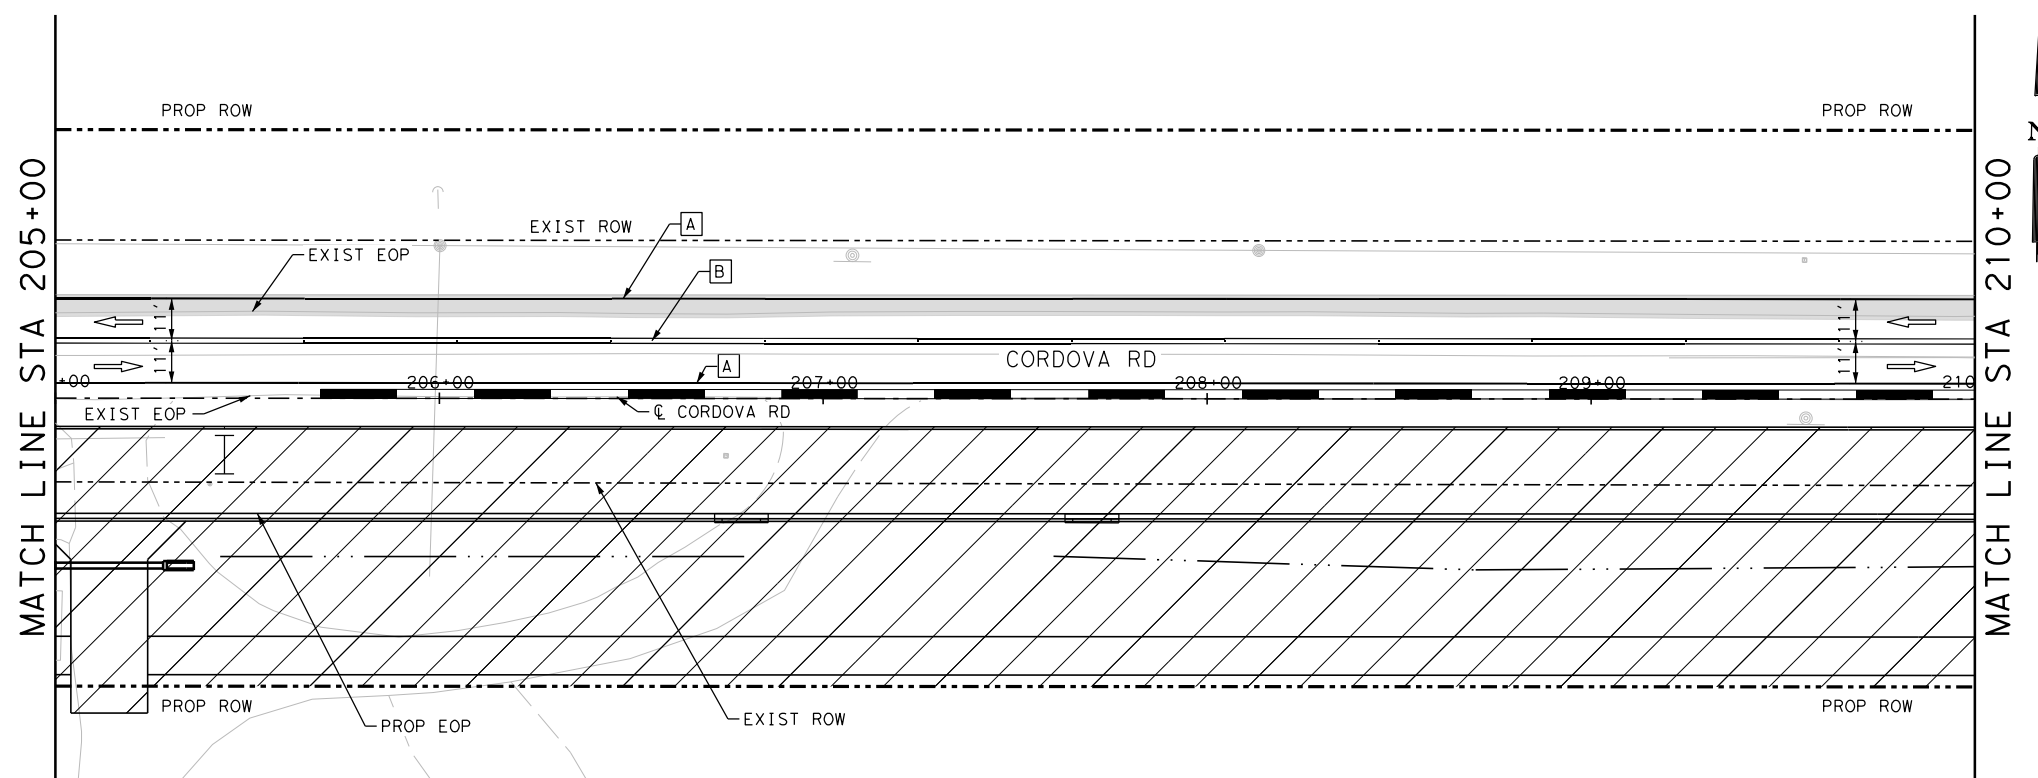 PROP ROW
PROP ROW
N
MATCH LINE STA 205+00
MATCH LINE STA 210+00
EXIST ROW
A
EXIST EOP
B
11'
11'
11'
11'
CORDOVA RD
A
+00
206+00
207+00
208+00
209+00
210
EXIST EOP
℄ CORDOVA RD
PROP ROW
PROP ROW
PROP EOP
EXIST ROW